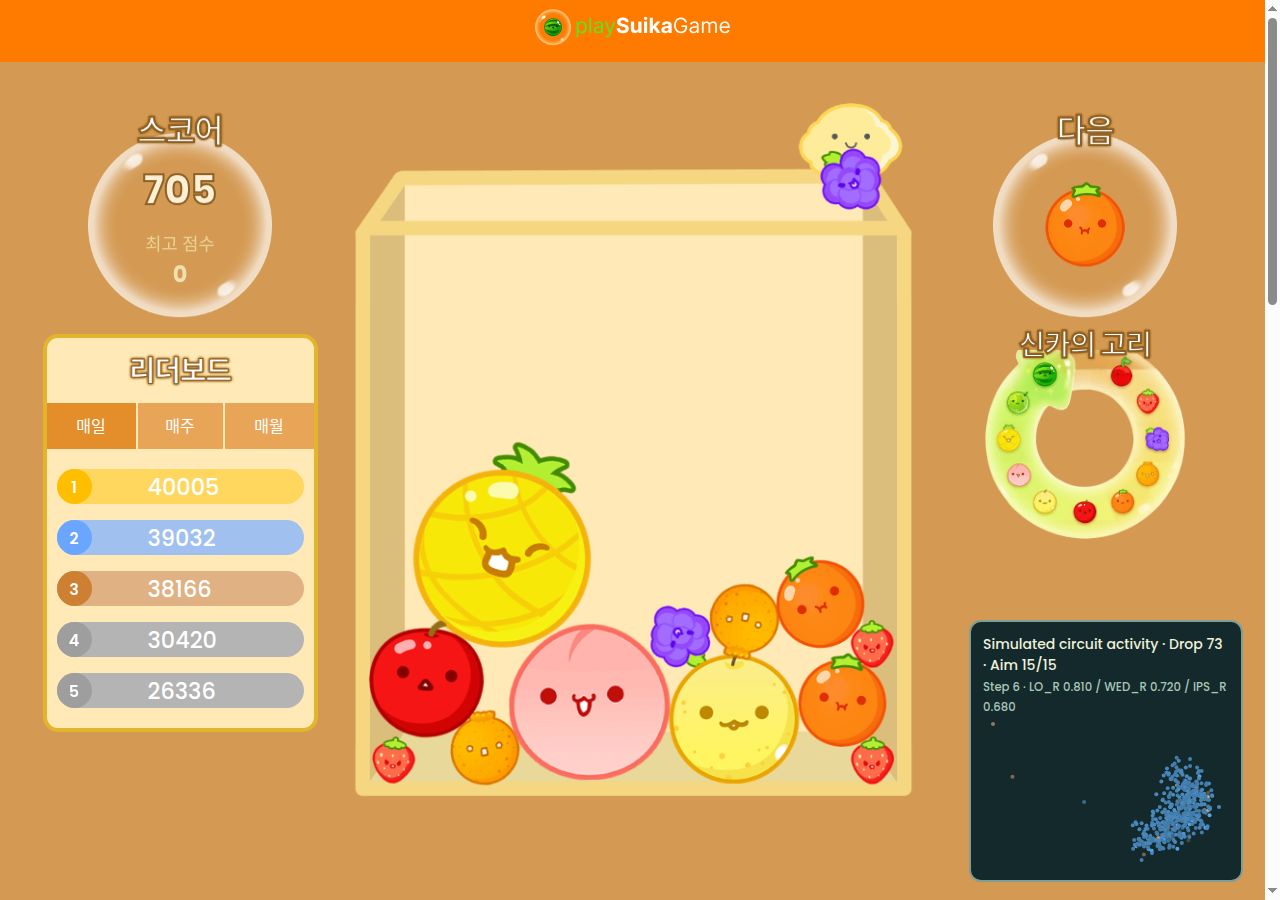 playSuikaGame
스코어
705
최고 점수
0
다음
신카의 고리
리더보드
매일
매주
매월
1 40005
2 39032
3 38166
4 30420
5 26336
Simulated circuit activity · Drop 73
· Aim 15/15
Step 6 · LO_R 0.810 / WED_R 0.720 / IPS_R
0.680